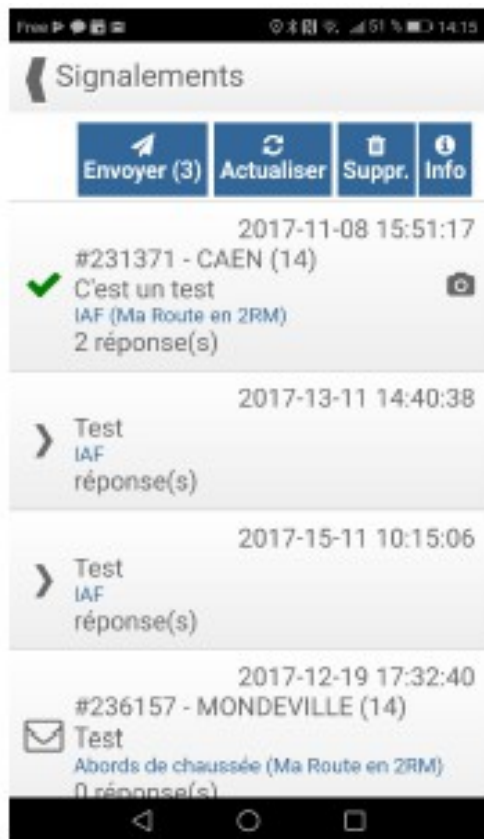 Free 51 % 14:15
Signalements
Envoyer (3) Actualiser Suppr. Info
2017-11-08 15:51:17
#231371 - CAEN (14)
C'est un test
IAF (Ma Route en 2RM)
2 réponse(s)
2017-13-11 14:40:38
Test
IAF
réponse(s)
2017-15-11 10:15:06
Test
IAF
réponse(s)
2017-12-19 17:32:40
#236157 - MONDEVILLE (14)
Test
Abords de chaussée (Ma Route en 2RM)
0 réponse(s)